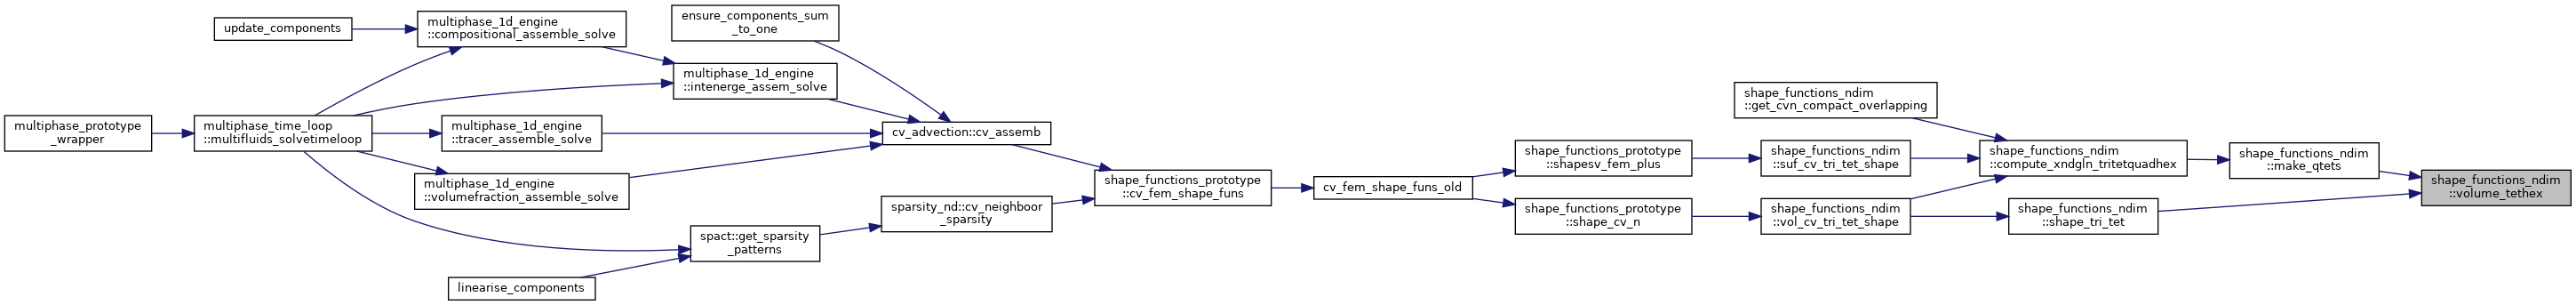 multiphase_prototype
_wrapper
update_components
multiphase_time_loop
::multifluids_solvetimeloop
multiphase_1d_engine
::compositional_assemble_solve
multiphase_1d_engine
::tracer_assemble_solve
multiphase_1d_engine
::volumefraction_assemble_solve
linearise_components
ensure_components_sum
_to_one
multiphase_1d_engine
::intenerge_assem_solve
spact::get_sparsity
_patterns
cv_advection::cv_assemb
sparsity_nd::cv_neighboor
_sparsity
shape_functions_prototype
::cv_fem_shape_funs
cv_fem_shape_funs_old
shape_functions_prototype
::shapesv_fem_plus
shape_functions_prototype
::shape_cv_n
shape_functions_ndim
::get_cvn_compact_overlapping
shape_functions_ndim
::suf_cv_tri_tet_shape
shape_functions_ndim
::vol_cv_tri_tet_shape
shape_functions_ndim
::compute_xndgln_tritetquadhex
shape_functions_ndim
::shape_tri_tet
shape_functions_ndim
::make_qtets
shape_functions_ndim
::volume_tethex